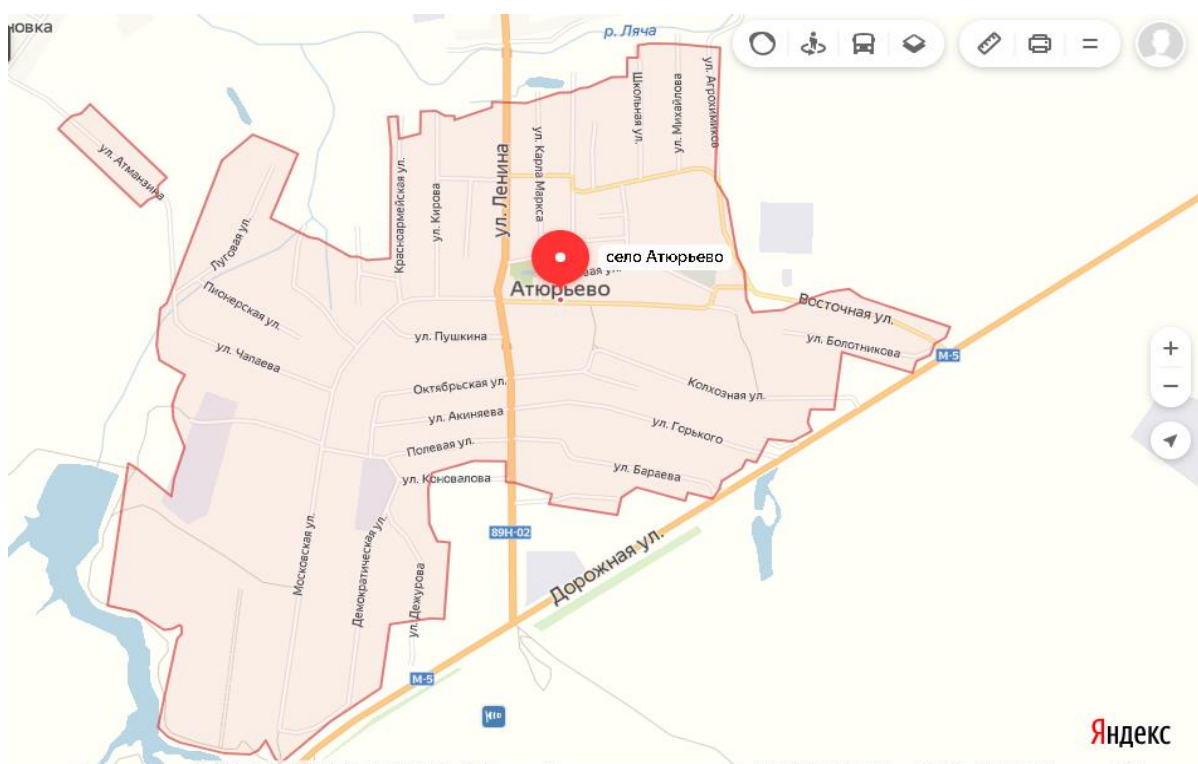 р. Ляча
ул. Атманзина
Луговая ул.
Пионерская ул.
ул. Чапаева
Красноармейская ул.
ул. Кирова
ул. Ленина
ул. Карла Маркса
Школьная ул.
ул. Михайлова
ул. Агрохимиков
село Атюрьево
Атюрьево
Восточная ул.
ул. Болотникова
М-5
ул. Пушкина
Октябрьская ул.
ул. Акиняева
Полевая ул.
ул. Коновалова
Колхозная ул.
ул. Горького
ул. Бараева
89Н-02
Дорожная ул.
Московская ул.
Демократическая ул.
ул. Дежурова
М-5
Яндекс